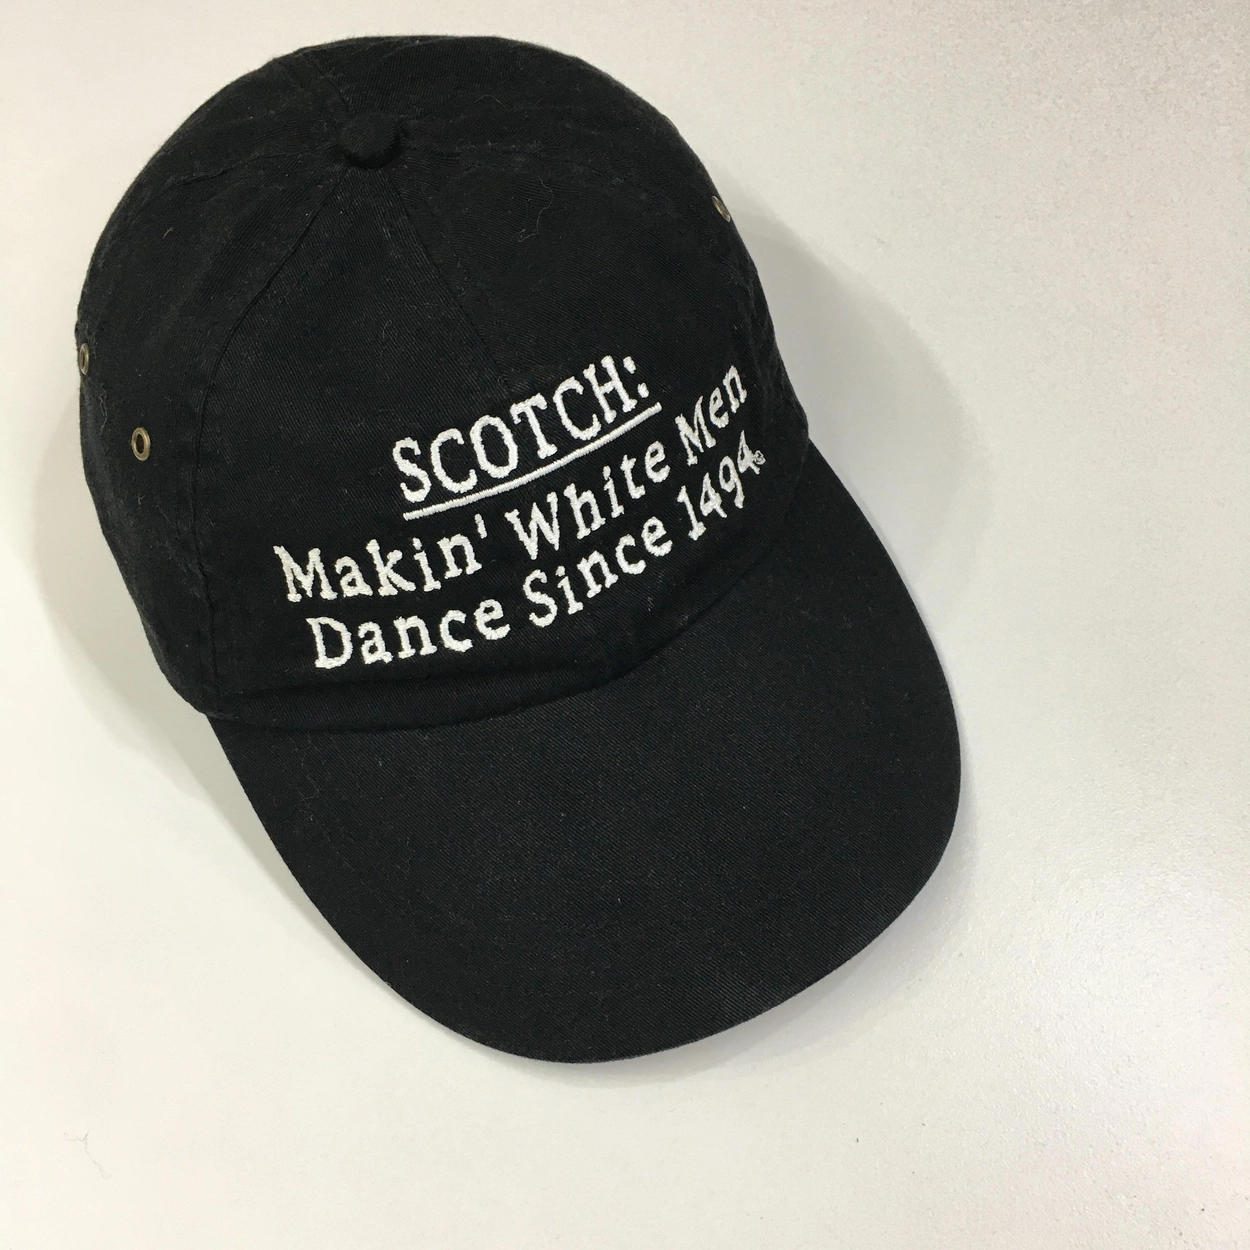 SCOTCH:
Makin' White Men
Dance Since 1494®